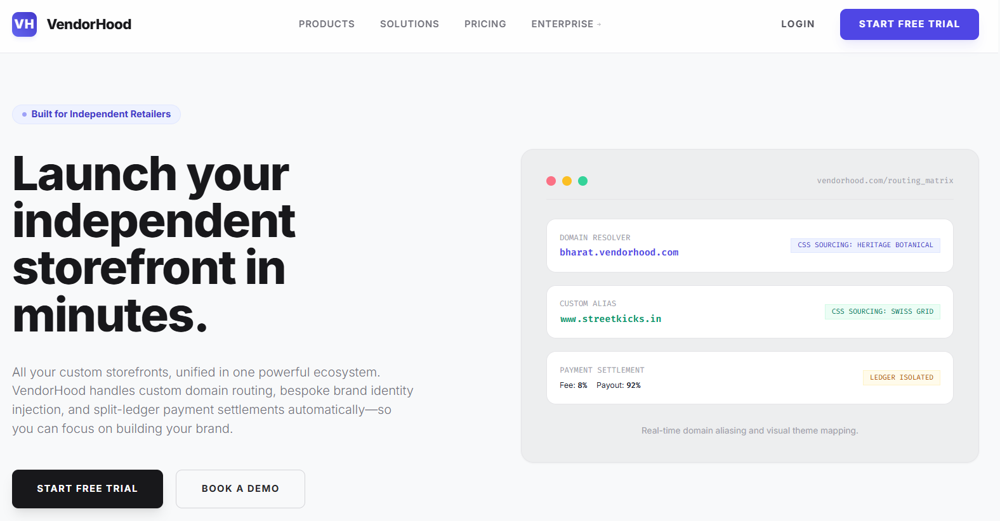 VH VendorHood PRODUCTS SOLUTIONS PRICING ENTERPRISE → LOGIN START FREE TRIAL
Built for Independent Retailers
Launch your
independent
storefront in
minutes.
All your custom storefronts, unified in one powerful ecosystem.
VendorHood handles custom domain routing, bespoke brand identity
injection, and split-ledger payment settlements automatically—so
you can focus on building your brand.
START FREE TRIAL BOOK A DEMO
vendorhood.com/routing_matrix
DOMAIN RESOLVER
bharat.vendorhood.com
CSS SOURCING: HERITAGE BOTANICAL
CUSTOM ALIAS
www.streetkicks.in
CSS SOURCING: SWISS GRID
PAYMENT SETTLEMENT
Fee: 8% Payout: 92%
LEDGER ISOLATED
Real-time domain aliasing and visual theme mapping.